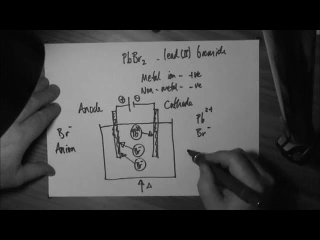 PbBr2 - lead (II) bromide
Metal ion - +ve
Non-metal - -ve
Anode Cathode
+ -
Br- Pb2+
Anion Br-
Δ